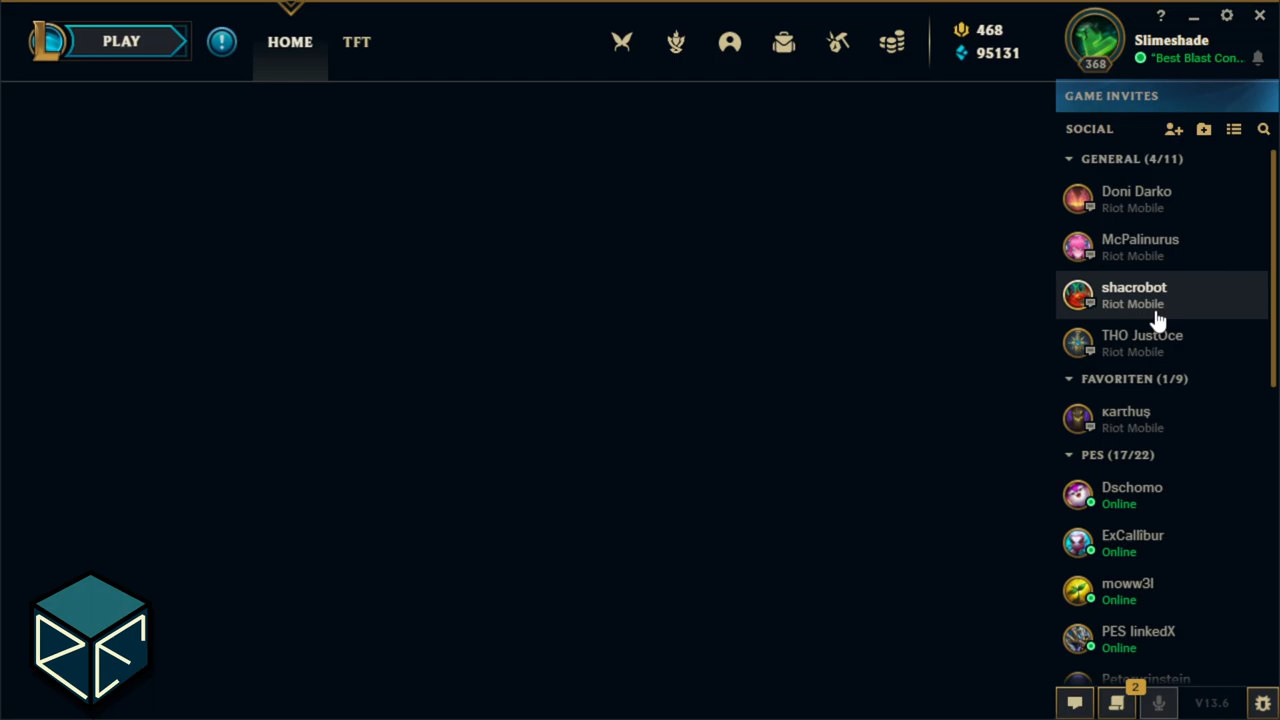 PLAY
HOME
TFT
468
95131
368
?
Slimeshade
"Best Blast Con...
GAME INVITES
SOCIAL
GENERAL (4/11)
Doni Darko
Riot Mobile
McPalinurus
Riot Mobile
shacrobot
Riot Mobile
THO JustOce
Riot Mobile
FAVORITEN (1/9)
кarτhuş
Riot Mobile
PES (17/22)
Dschomo
Online
ExCallibur
Online
moww3l
Online
PES linkedX
Online
2
V13.6